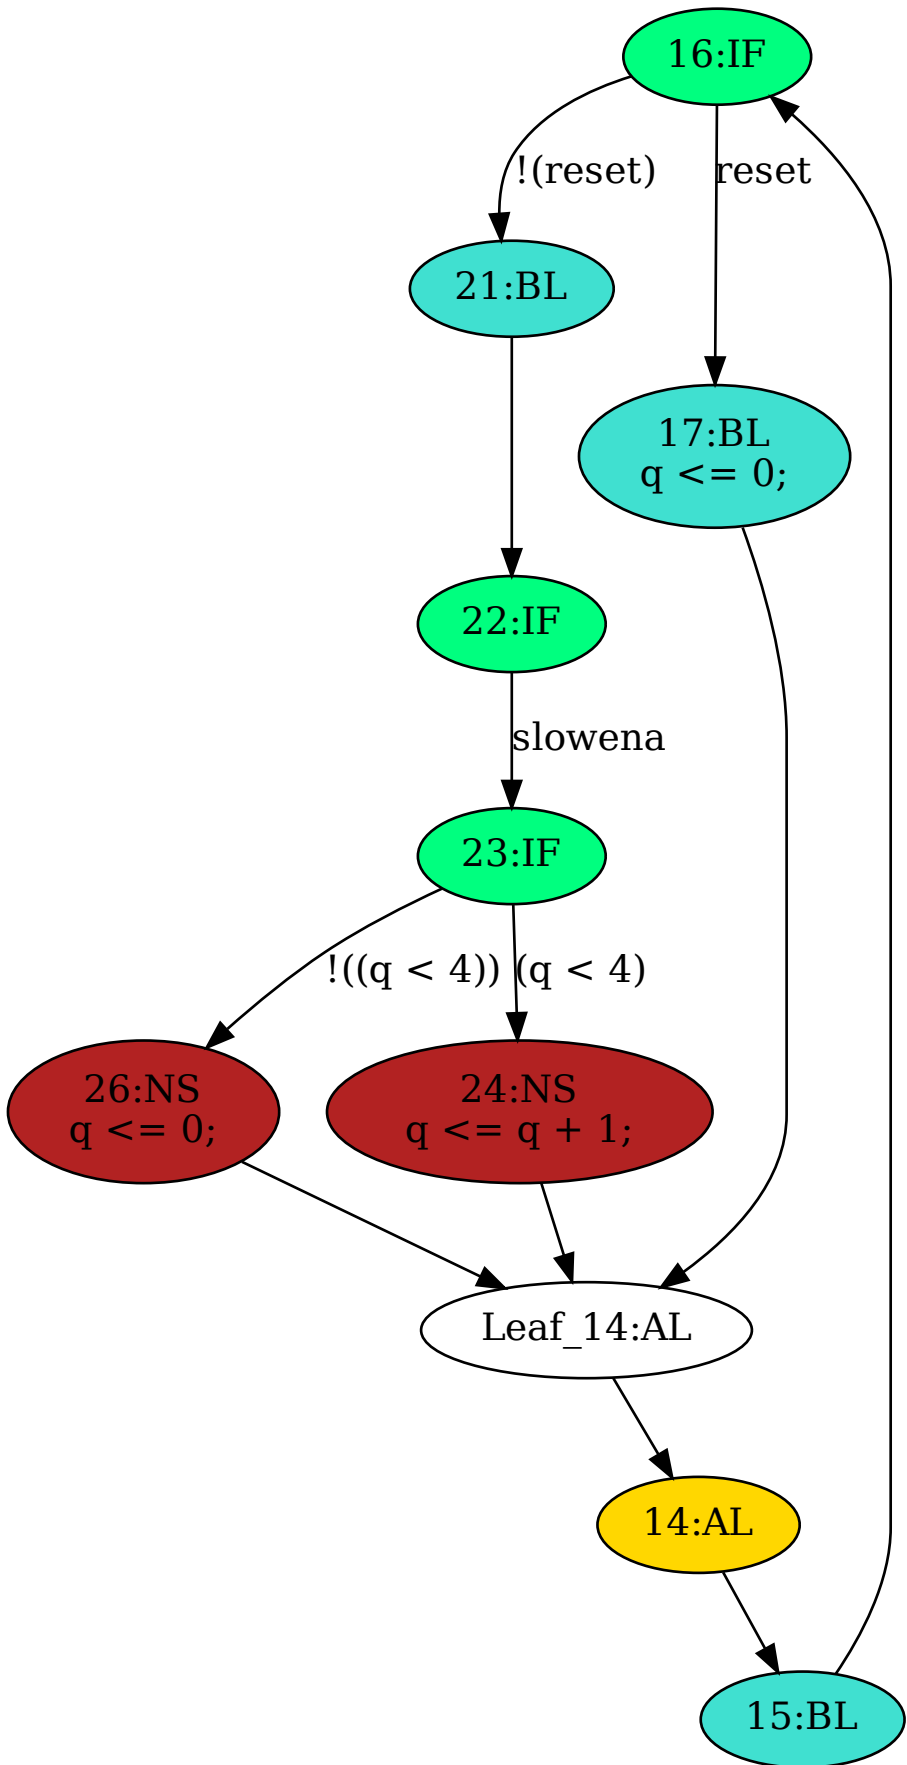 16:IF
!(reset)
reset
21:BL
17:BL
q <= 0;
22:IF
slowena
23:IF
!((q < 4))
(q < 4)
26:NS
q <= 0;
24:NS
q <= q + 1;
Leaf_14:AL
14:AL
15:BL